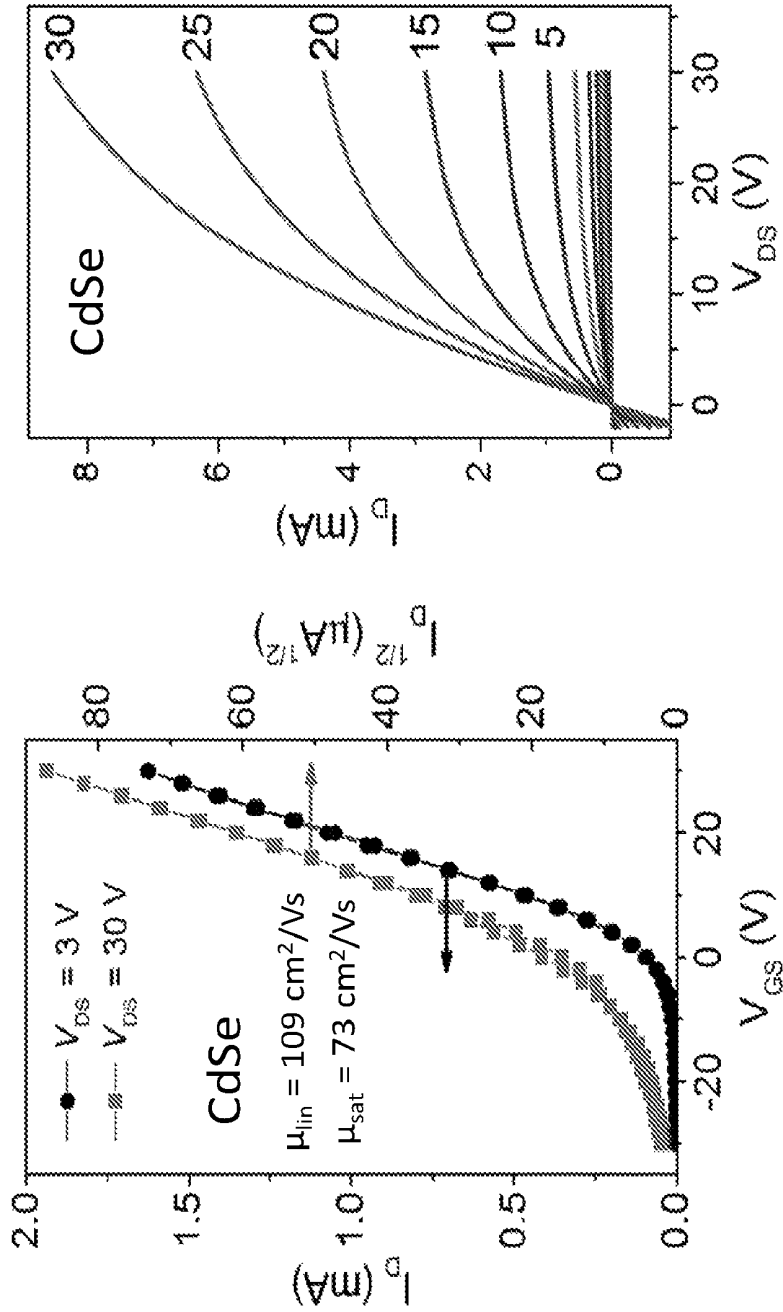 V_DS = 3 V
V_DS = 30 V
CdSe
μ_lin = 109 cm²/Vs
μ_sat = 73 cm²/Vs
I_D (mA)
2.0
1.5
1.0
0.5
0.0
-20
0
20
V_GS (V)
80
60
40
20
0
I_D^1/2 (μA^1/2)
CdSe
30
25
20
15
10
5
I_D (mA)
8
6
4
2
0
0
10
20
30
V_DS (V)